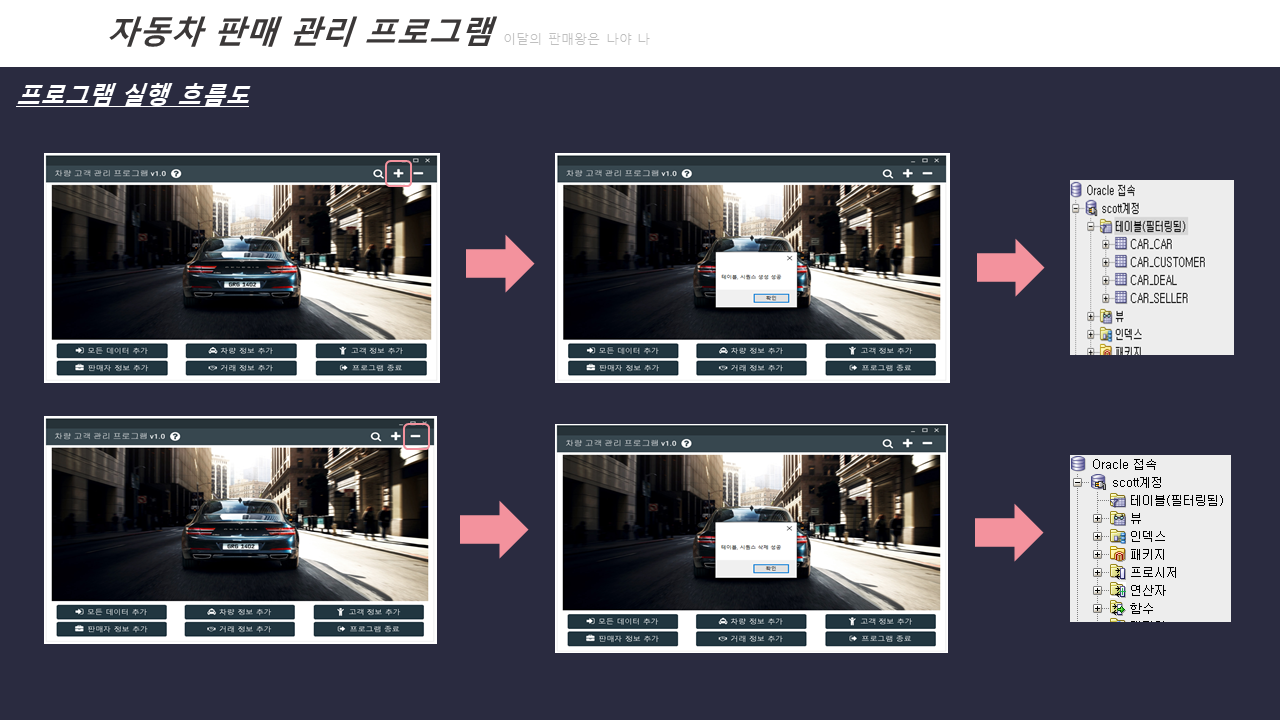 자동차 판매 관리 프로그램 이달의 판매왕은 나야 나
프로그램 실행 흐름도
차량 고객 관리 프로그램 v1.0
GRG 1402
모든 데이터 추가 차량 정보 추가 고객 정보 추가
판매자 정보 추가 거래 정보 추가 프로그램 종료
차량 고객 관리 프로그램 v1.0
테이블, 시퀀스 생성 성공
확인
모든 데이터 추가 차량 정보 추가 고객 정보 추가
판매자 정보 추가 거래 정보 추가 프로그램 종료
Oracle 접속
scott계정
테이블(필터링됨)
CAR_CAR
CAR_CUSTOMER
CAR_DEAL
CAR_SELLER
뷰
인덱스
패키지
차량 고객 관리 프로그램 v1.0
GRG 1402
모든 데이터 추가 차량 정보 추가 고객 정보 추가
판매자 정보 추가 거래 정보 추가 프로그램 종료
차량 고객 관리 프로그램 v1.0
테이블, 시퀀스 삭제 성공
확인
모든 데이터 추가 차량 정보 추가 고객 정보 추가
판매자 정보 추가 거래 정보 추가 프로그램 종료
Oracle 접속
scott계정
테이블(필터링됨)
뷰
인덱스
패키지
프로시저
연산자
함수